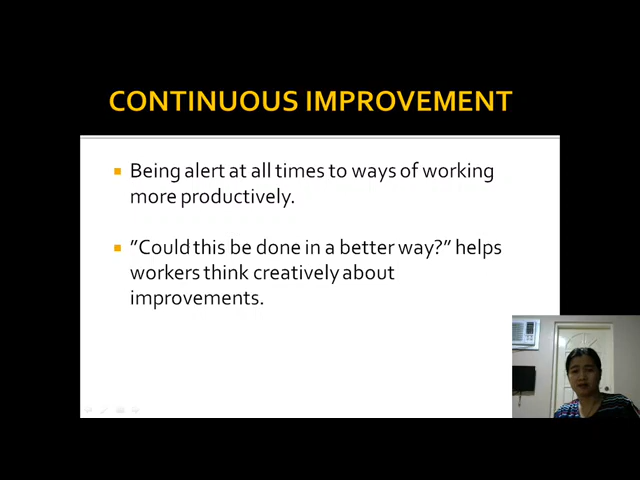 CONTINUOUS IMPROVEMENT
Being alert at all times to ways of working
more productively.
”Could this be done in a better way?” helps
workers think creatively about
improvements.